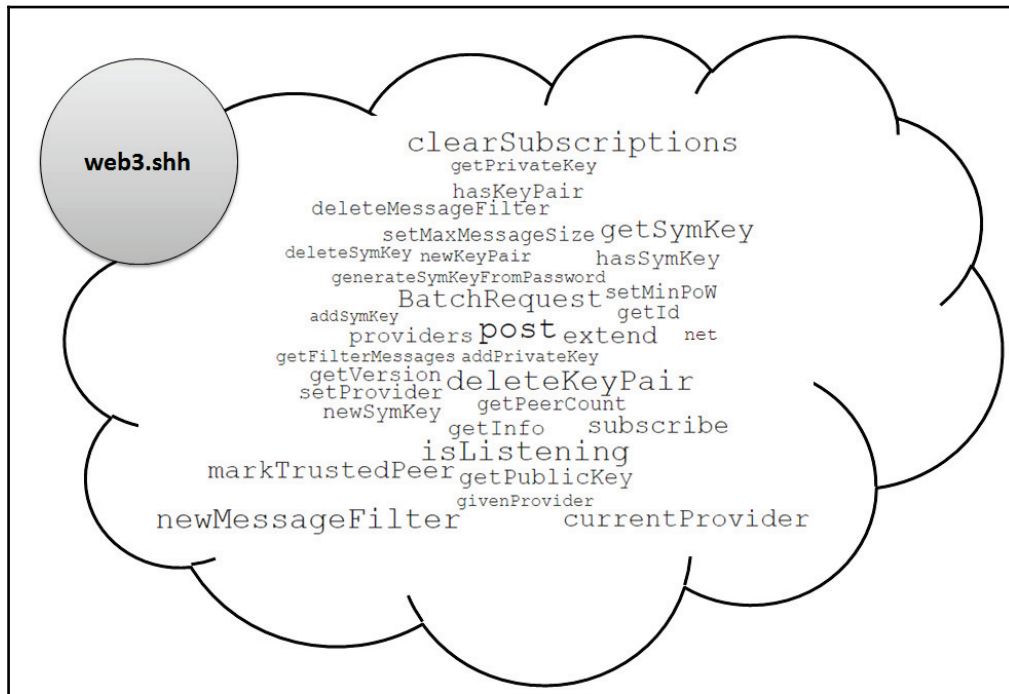 web3.shh
clearSubscriptions
getPrivateKey
hasKeyPair
deleteMessageFilter
setMaxMessageSize getSymKey
deleteSymKey newKeyPair hasSymKey
generateSymKeyFromPassword
BatchRequest setMinPoW
addSymKey getId
providers post extend net
getFilterMessages addPrivateKey
getVersion deleteKeyPair
setProvider
newSymKey getPeerCount
getInfo subscribe
isListening
markTrustedPeer getPublicKey
givenProvider
newMessageFilter currentProvider